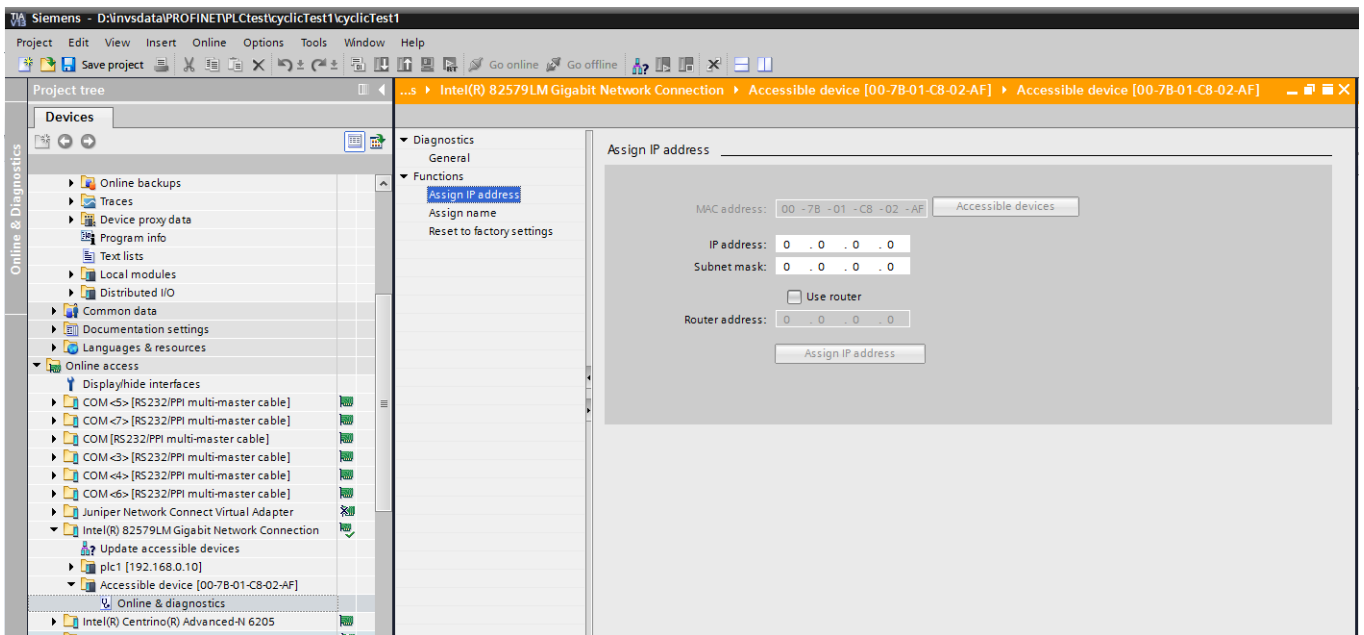 Siemens - D:\invsdata\PROFINET\PLCtest\cyclicTest1\cyclicTest1
Project Edit View Insert Online Options Tools Window Help
Save project Go online Go offline
Project tree
...s Intel(R) 82579LM Gigabit Network Connection Accessible device [00-7B-01-C8-02-AF] Accessible device [00-7B-01-C8-02-AF]
Devices
Online & Diagnostics
Online backups
Traces
Device proxy data
Program info
Text lists
Local modules
Distributed I/O
Common data
Documentation settings
Languages & resources
Online access
Display/hide interfaces
COM <5> [RS232/PPI multi-master cable]
COM <7> [RS232/PPI multi-master cable]
COM [RS232/PPI multi-master cable]
COM <3> [RS232/PPI multi-master cable]
COM <4> [RS232/PPI multi-master cable]
COM <6> [RS232/PPI multi-master cable]
Juniper Network Connect Virtual Adapter
Intel(R) 82579LM Gigabit Network Connection
Update accessible devices
plc1 [192.168.0.10]
Accessible device [00-7B-01-C8-02-AF]
Online & diagnostics
Intel(R) Centrino(R) Advanced-N 6205
Diagnostics
General
Functions
Assign IP address
Assign name
Reset to factory settings
Assign IP address
MAC address: 00 -7B -01 -C8 -02 -AF Accessible devices
IP address: 0 . 0 . 0 . 0
Subnet mask: 0 . 0 . 0 . 0
Use router
Router address: 0 . 0 . 0 . 0
Assign IP address